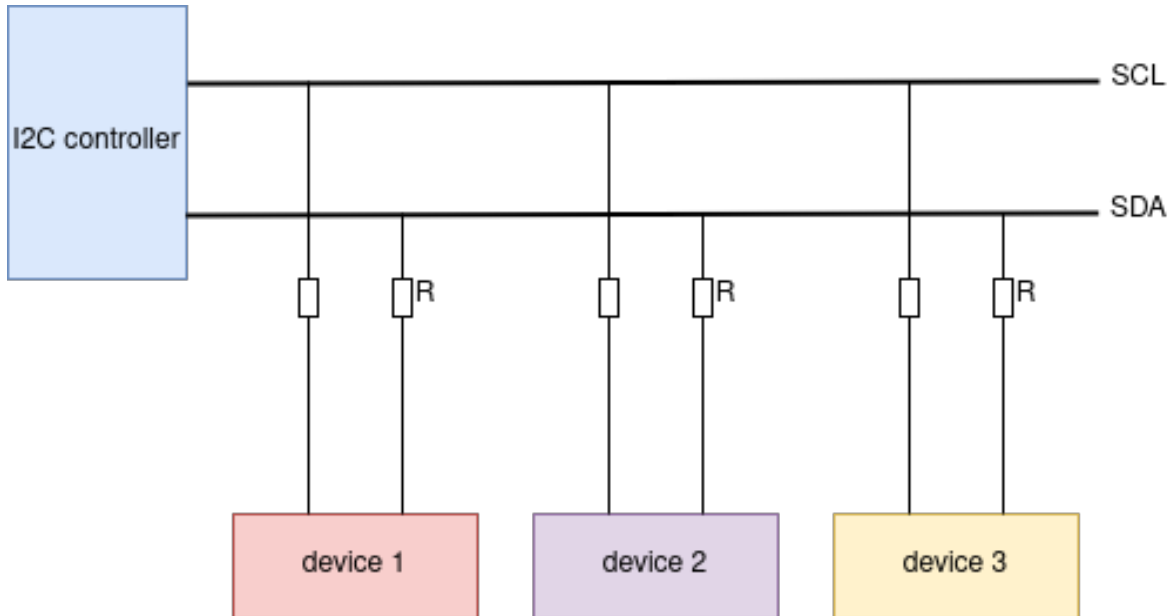 SCL
I2C controller
SDA
R
R
R
device 1
device 2
device 3